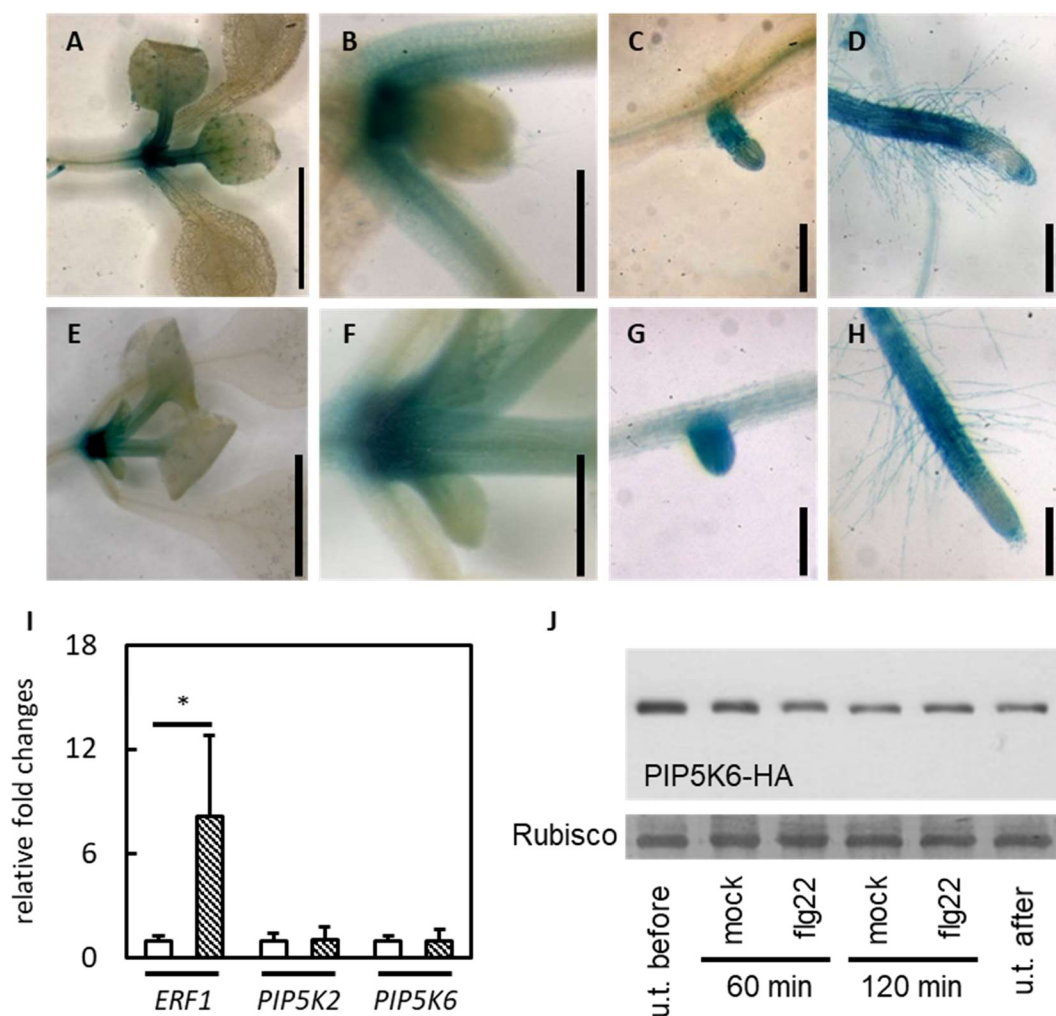 A
B
C
D
E
F
G
H
I
J
18
12
6
0
relative fold changes
*
ERF1
PIP5K2
PIP5K6
PIP5K6-HA
Rubisco
u.t. before
mock
flg22
mock
flg22
u.t. after
60 min
120 min